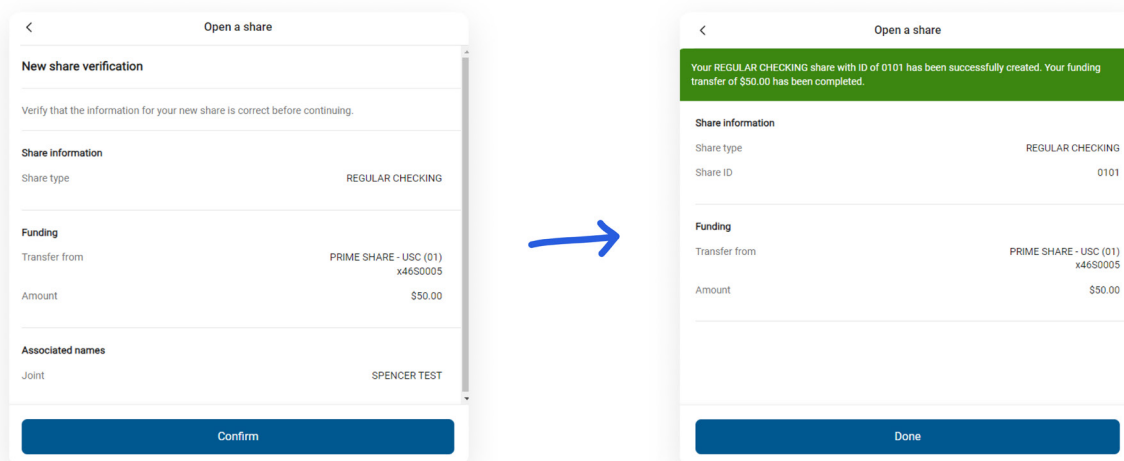 Open a share
New share verification
Verify that the information for your new share is correct before continuing.
Share information
Share type REGULAR CHECKING
Funding
Transfer from PRIME SHARE - USC (01)
x46S0005
Amount $50.00
Associated names
Joint SPENCER TEST
Confirm
Open a share
Your REGULAR CHECKING share with ID of 0101 has been successfully created. Your funding
transfer of $50.00 has been completed.
Share information
Share type REGULAR CHECKING
Share ID 0101
Funding
Transfer from PRIME SHARE - USC (01)
x46S0005
Amount $50.00
Done